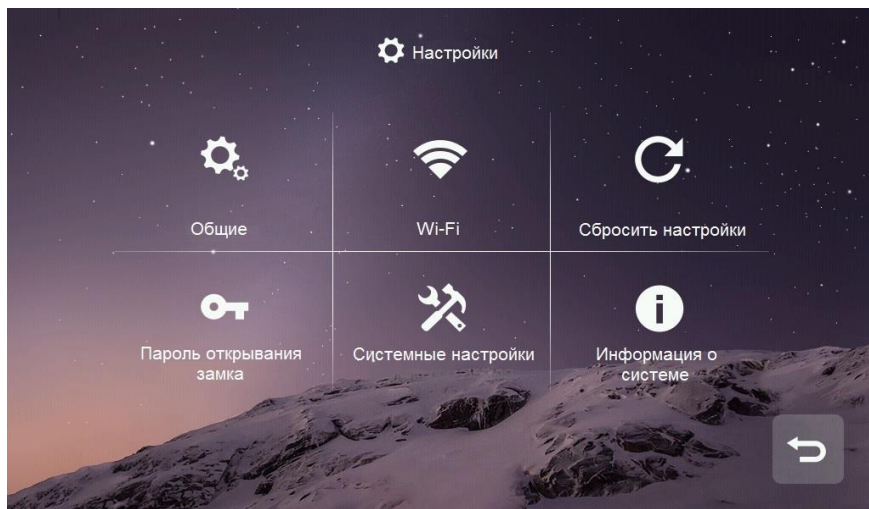 Настройки
Общие
Wi-Fi
Сбросить настройки
Пароль открывания
замка
Системные настройки
Информация о
системе